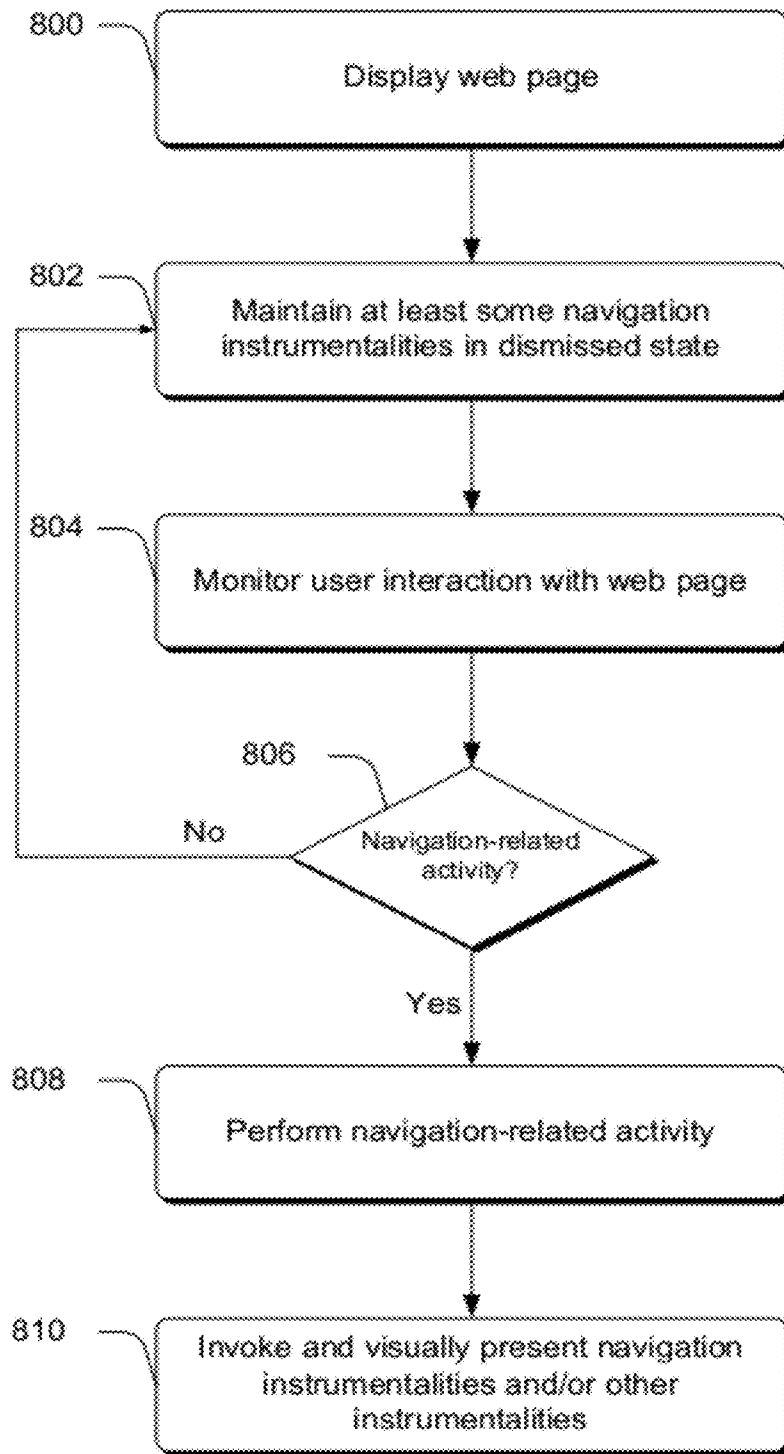 800
Display web page
802
Maintain at least some navigation
instrumentalities in dismissed state
804
Monitor user interaction with web page
806
No
Navigation-related
activity?
Yes
808
Perform navigation-related activity
810
Invoke and visually present navigation
instrumentalities and/or other
instrumentalities